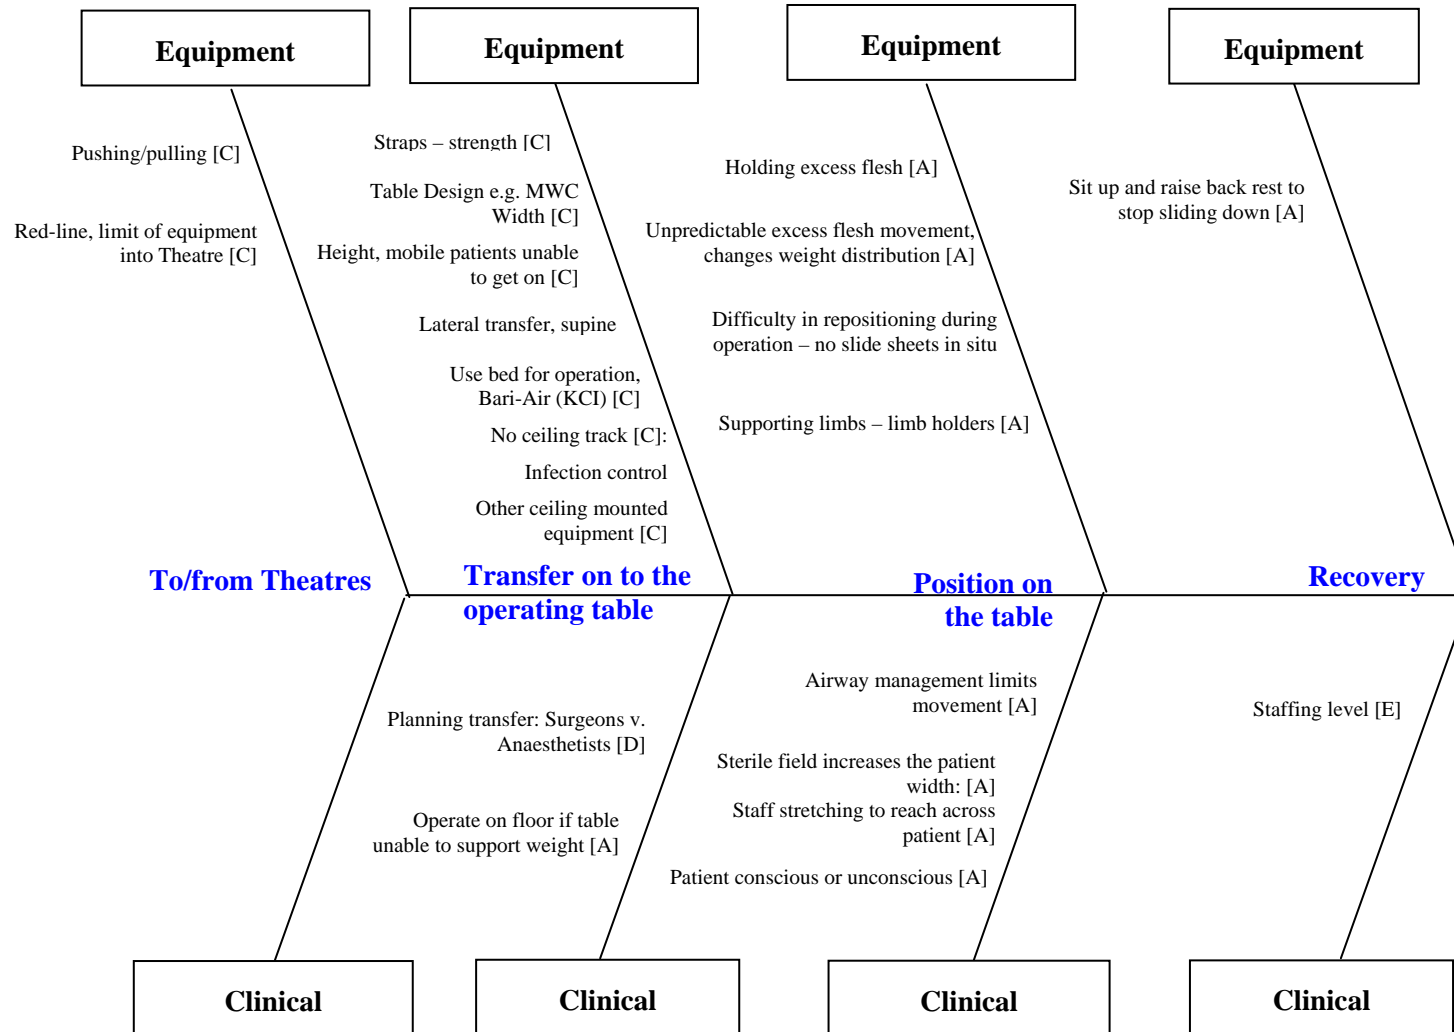 Equipment
Equipment
Equipment
Equipment
Pushing/pulling [C]
Red-line, limit of equipment
into Theatre [C]
Straps – strength [C]
Table Design e.g. MWC
Width [C]
Height, mobile patients unable
to get on [C]
Lateral transfer, supine
Use bed for operation,
Bari-Air (KCI) [C]
No ceiling track [C]:
Infection control
Other ceiling mounted
equipment [C]
Holding excess flesh [A]
Unpredictable excess flesh movement,
changes weight distribution [A]
Difficulty in repositioning during
operation – no slide sheets in situ
Supporting limbs – limb holders [A]
Sit up and raise back rest to
stop sliding down [A]
To/from Theatres
Transfer on to the
operating table
Position on
the table
Recovery
Planning transfer: Surgeons v.
Anaesthetists [D]
Operate on floor if table
unable to support weight [A]
Airway management limits
movement [A]
Sterile field increases the patient
width: [A]
Staff stretching to reach across
patient [A]
Patient conscious or unconscious [A]
Staffing level [E]
Clinical
Clinical
Clinical
Clinical